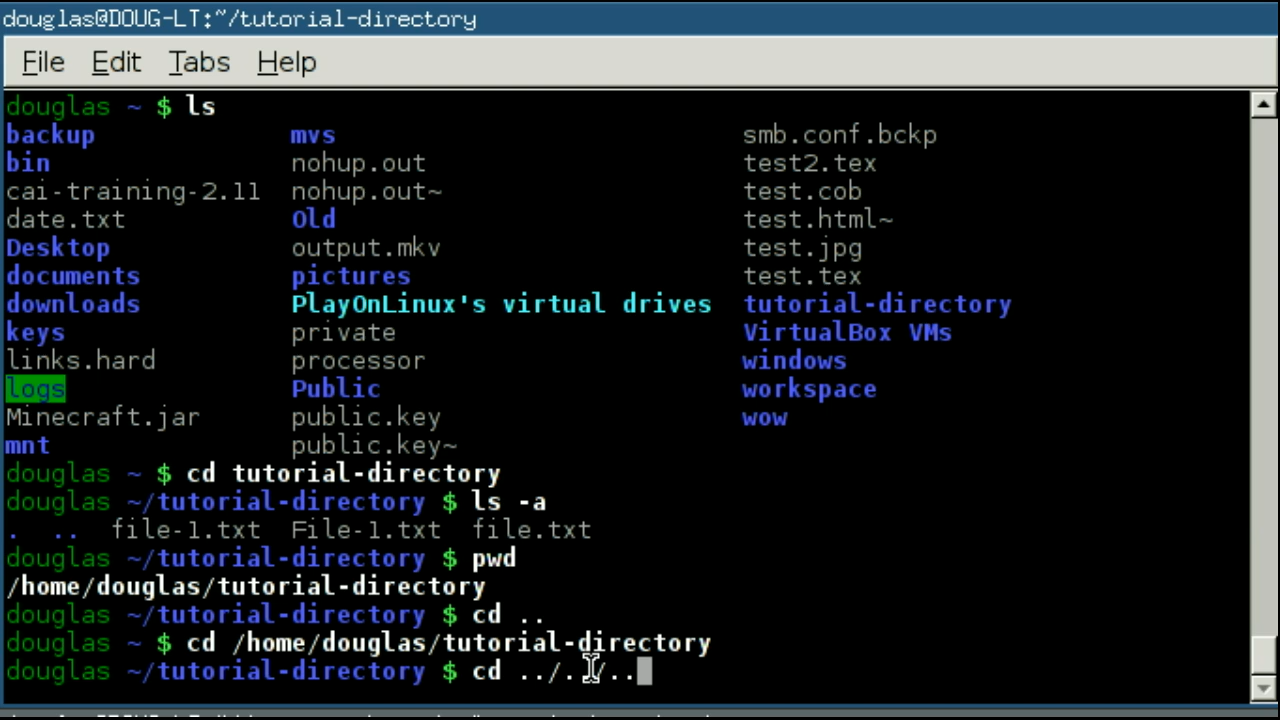 douglas@DOUG-LT:~/tutorial-directory
File Edit Tabs Help
douglas ~ $ ls
backup mvs smb.conf.bckp
bin nohup.out test2.tex
cai-training-2.11 nohup.out~ test.cob
date.txt Old test.html~
Desktop output.mkv test.jpg
documents pictures test.tex
downloads PlayOnLinux's virtual drives tutorial-directory
keys private VirtualBox VMs
links.hard processor windows
logs Public workspace
Minecraft.jar public.key wow
mnt public.key~
douglas ~ $ cd tutorial-directory
douglas ~/tutorial-directory $ ls -a
. .. file-1.txt File-1.txt file.txt
douglas ~/tutorial-directory $ pwd
/home/douglas/tutorial-directory
douglas ~/tutorial-directory $ cd ..
douglas ~ $ cd /home/douglas/tutorial-directory
douglas ~/tutorial-directory $ cd ../../..